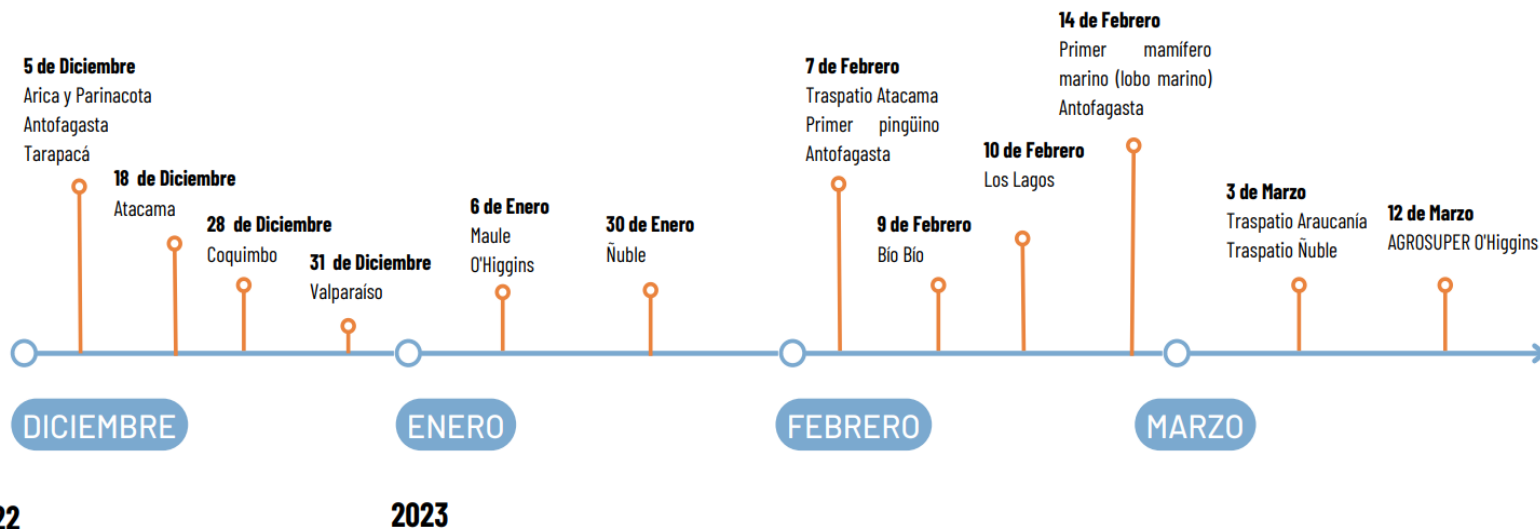 5 de Diciembre
Arica y Parinacota
Antofagasta
Tarapacá
18 de Diciembre
Atacama
28 de Diciembre
Coquimbo
31 de Diciembre
Valparaíso
6 de Enero
Maule
O'Higgins
30 de Enero
Ñuble
7 de Febrero
Traspatio Atacama
Primer pingüino
Antofagasta
9 de Febrero
Bío Bío
10 de Febrero
Los Lagos
14 de Febrero
Primer mamífero
marino (lobo marino)
Antofagasta
3 de Marzo
Traspatio Araucanía
Traspatio Ñuble
12 de Marzo
AGROSUPER O'Higgins
DICIEMBRE
ENERO
FEBRERO
MARZO
22
2023